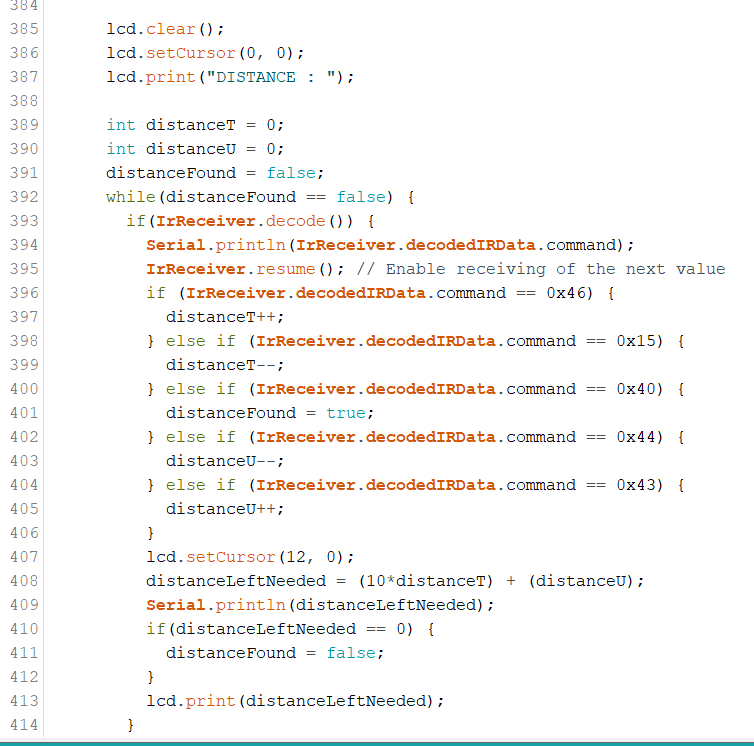 384
385 lcd.clear();
386 lcd.setCursor(0, 0);
387 lcd.print("DISTANCE : ");
388
389 int distanceT = 0;
390 int distanceU = 0;
391 distanceFound = false;
392 while(distanceFound == false) {
393 if(IrReceiver.decode()) {
394 Serial.println(IrReceiver.decodedIRData.command);
395 IrReceiver.resume(); // Enable receiving of the next value
396 if (IrReceiver.decodedIRData.command == 0x46) {
397 distanceT++;
398 } else if (IrReceiver.decodedIRData.command == 0x15) {
399 distanceT--;
400 } else if (IrReceiver.decodedIRData.command == 0x40) {
401 distanceFound = true;
402 } else if (IrReceiver.decodedIRData.command == 0x44) {
403 distanceU--;
404 } else if (IrReceiver.decodedIRData.command == 0x43) {
405 distanceU++;
406 }
407 lcd.setCursor(12, 0);
408 distanceLeftNeeded = (10*distanceT) + (distanceU);
409 Serial.println(distanceLeftNeeded);
410 if(distanceLeftNeeded == 0) {
411 distanceFound = false;
412 }
413 lcd.print(distanceLeftNeeded);
414 }